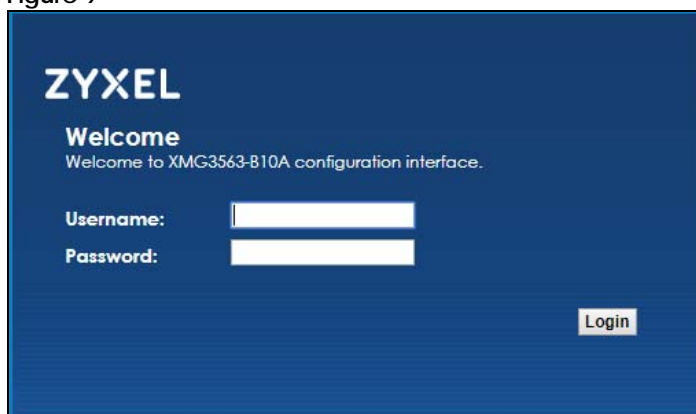 ZYXEL
Welcome
Welcome to XMG3563-B10A configuration interface.
Username:
Password:
Login